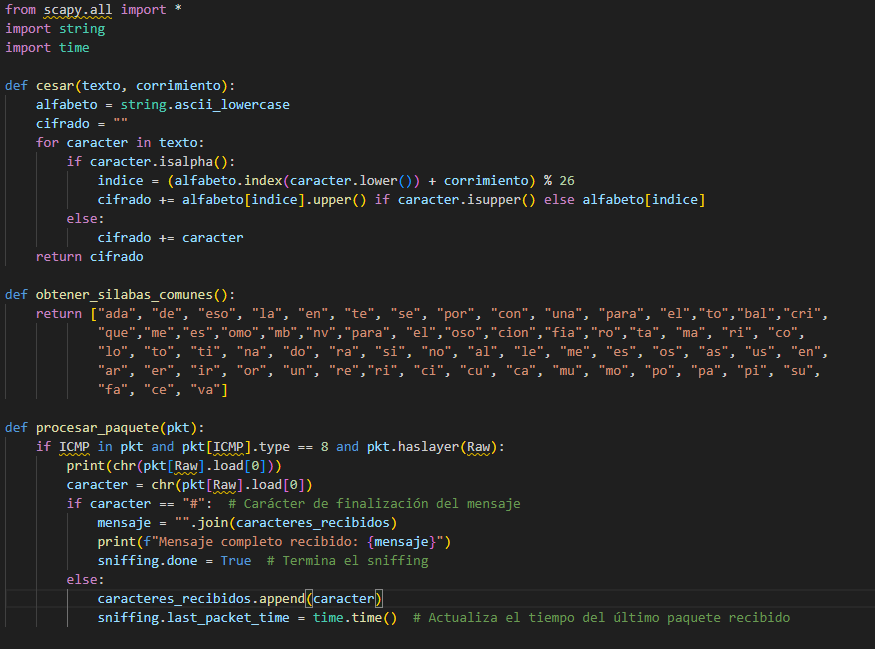 from scapy.all import *
import string
import time
def cesar(texto, corrimiento):
alfabeto = string.ascii_lowercase
cifrado = ""
for caracter in texto:
if caracter.isalpha():
indice = (alfabeto.index(caracter.lower()) + corrimiento) % 26
cifrado += alfabeto[indice].upper() if caracter.isupper() else alfabeto[indice]
else:
cifrado += caracter
return cifrado
def obtener_silabas_comunes():
return ["ada", "de", "eso", "la", "en", "te", "se", "por", "con", "una", "para", "el","to","bal","cri",
"que","me","es","omo","mb","nv","para", "el","oso","cion","fia","ro","ta", "ma", "ri", "co",
"lo", "to", "ti", "na", "do", "ra", "si", "no", "al", "le", "me", "es", "os", "as", "us", "en",
"ar", "er", "ir", "or", "un", "re","ri", "ci", "cu", "ca", "mu", "mo", "po", "pa", "pi", "su",
"fa", "ce", "va"]
def procesar_paquete(pkt):
if ICMP in pkt and pkt[ICMP].type == 8 and pkt.haslayer(Raw):
print(chr(pkt[Raw].load[0]))
caracter = chr(pkt[Raw].load[0])
if caracter == "#":  # Carácter de finalización del mensaje
mensaje = "".join(caracteres_recibidos)
print(f"Mensaje completo recibido: {mensaje}")
sniffing.done = True  # Termina el sniffing
else:
caracteres_recibidos.append(caracter)
sniffing.last_packet_time = time.time()  # Actualiza el tiempo del último paquete recibido